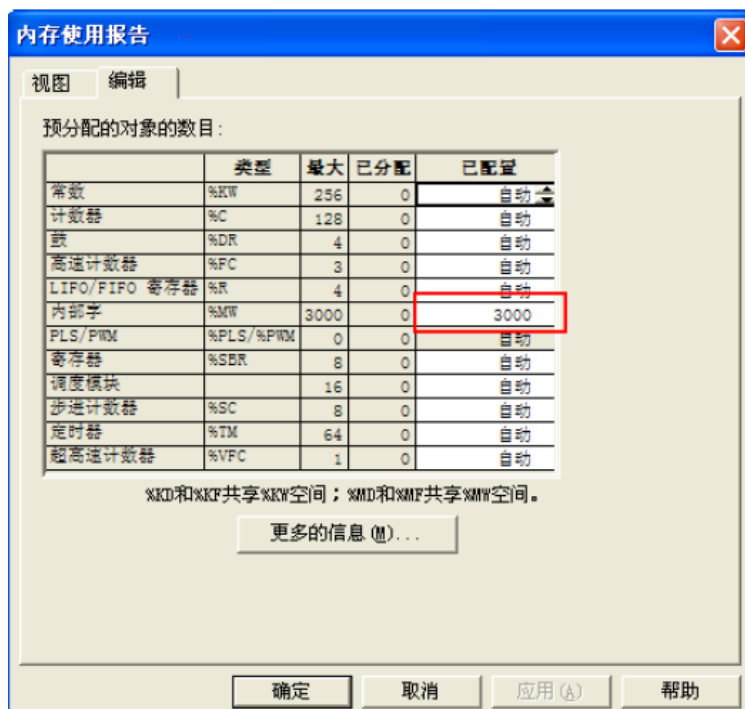 内存使用报告
视图 编辑
预分配的对象的数目:
类型 最大 已分配 已配置
常数 %KW 256 0 自动
计数器 %C 128 0 自动
鼓 %DR 4 0 自动
高速计数器 %FC 3 0 自动
LIFO/FIFO 寄存器 %R 4 0 自动
内部字 %MW 3000 0 3000
PLS/PWM %PLS/%PWM 0 0 自动
寄存器 %SBR 8 0 自动
调度模块 16 0 自动
步进计数器 %SC 8 0 自动
定时器 %TM 64 0 自动
超高速计数器 %VFC 1 0 自动
%KD和%KF共享%KW空间；%MD和%MF共享%MW空间。
更多的信息(M)...
确定 取消 应用(A) 帮助